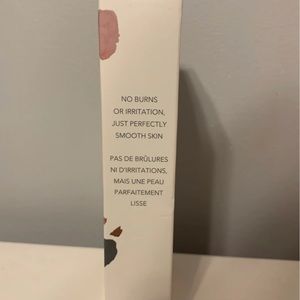 NO BURNS
OR IRRITATION,
JUST PERFECTLY
SMOOTH SKIN
PAS DE BRÛLURES
NI D'IRRITATIONS,
MAIS UNE PEAU
PARFAITEMENT
LISSE